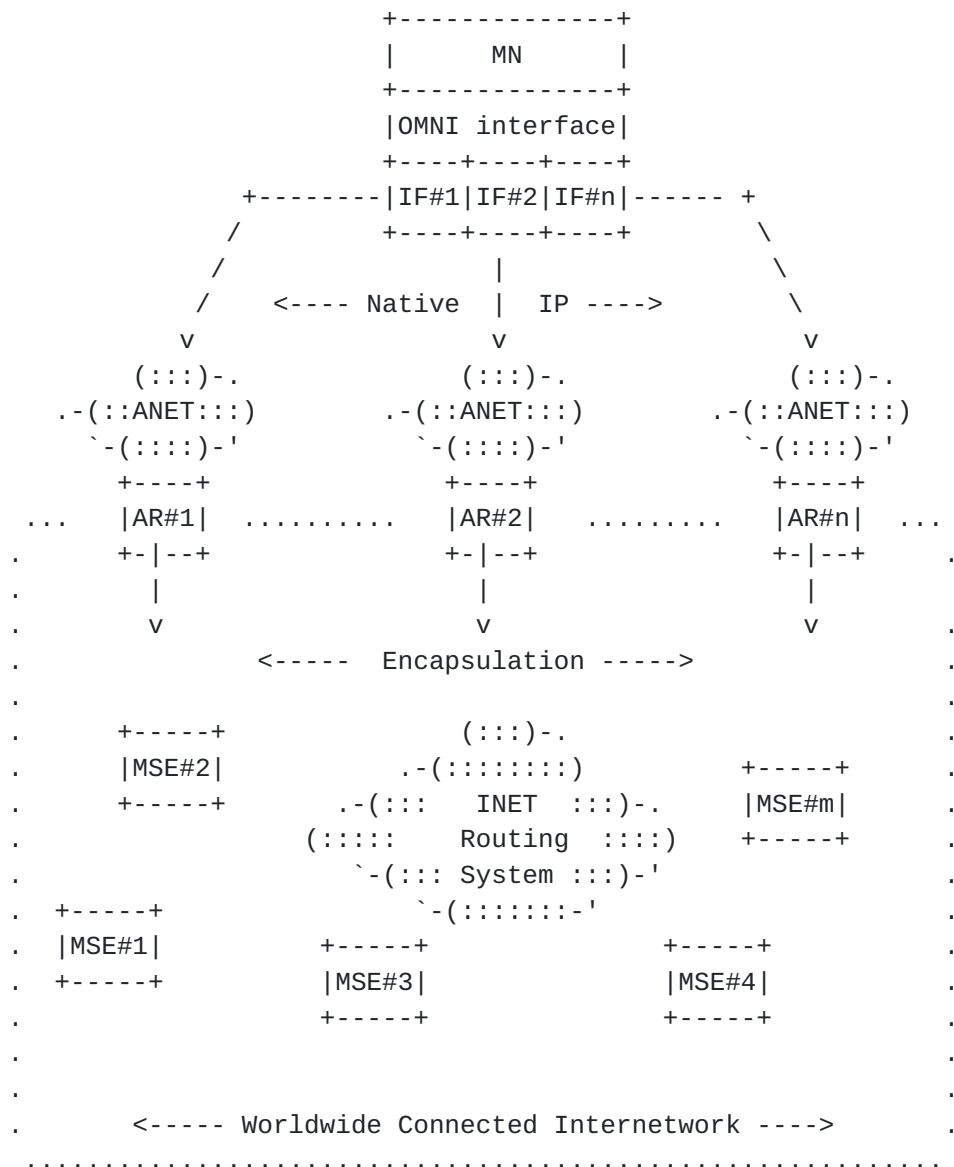 +--------------+
|      MN      |
+--------------+
|OMNI interface|
+----+----+----+
+--------|IF#1|IF#2|IF#n|------ +
/         +----+----+----+        \
/                 |                 \
/    <---- Native  |  IP ---->        \
v                   v                   v
(:::)-.              (:::)-.              (:::)-.
.-(::ANET:::)        .-(::ANET:::)        .-(::ANET:::)
`-(::::)-'           `-(::::)-'           `-(::::)-'
+----+               +----+               +----+
...   |AR#1|  ..........   |AR#2|   .........   |AR#n|  ...
.      +-|--+               +-|--+               +-|--+     .
.        |                    |                    |
.        v                    v                    v        .
.               <-----  Encapsulation ----->                .
.                                                           .
.      +-----+               (:::)-.                        .
.      |MSE#2|           .-(::::::::)          +-----+      .
.      +-----+       .-(:::   INET  :::)-.     |MSE#m|      .
.                  (:::::    Routing  ::::)    +-----+      .
.                     `-(::: System :::)-'                  .
.  +-----+                `-(:::::::-'                      .
.  |MSE#1|          +-----+               +-----+           .
.  +-----+          |MSE#3|               |MSE#4|           .
.                   +-----+               +-----+           .
.                                                           .
.                                                           .
.       <----- Worldwide Connected Internetwork ---->       .
...........................................................